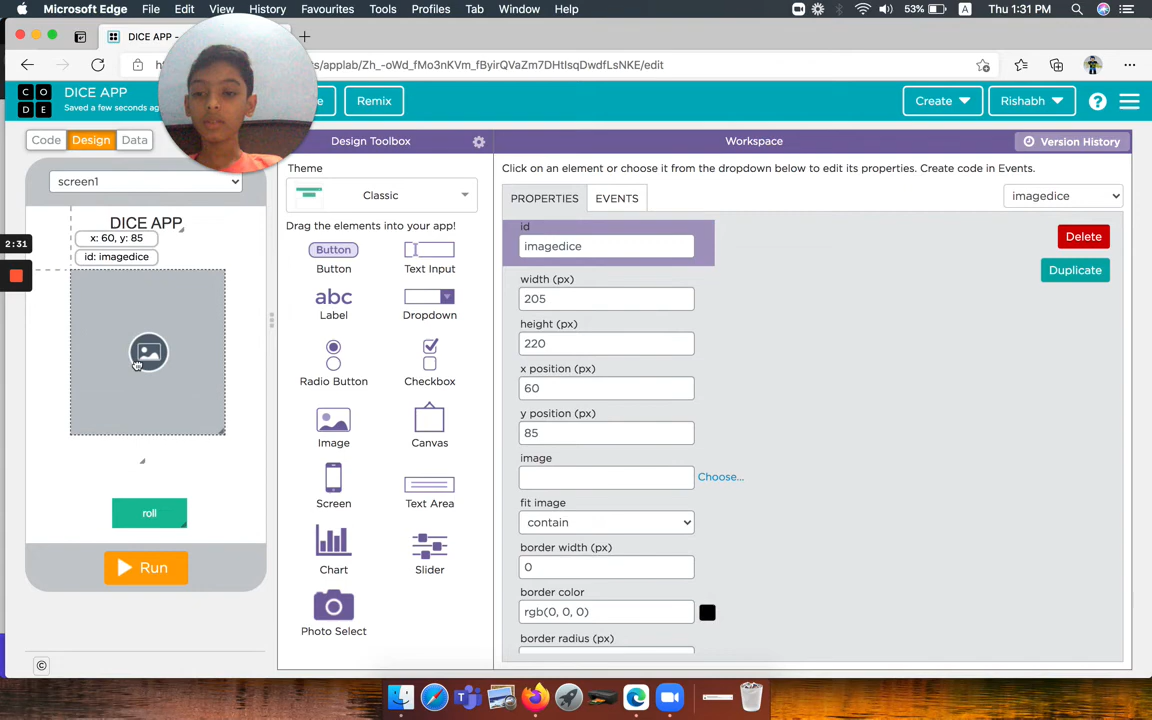 Microsoft Edge File Edit View History Favourites Tools Profiles Tab Window Help 53% A Thu 1:31 PM
DICE APP -
s/applab/Zh_-oWd_fMo3nKVm_fByirQVaZm7DHtIsqDwdfLsNKE/edit
C O D E
DICE APP
Saved a few seconds ag
Remix
Create
Rishabh
?
Code Design Data
Design Toolbox
Workspace
Version History
screen1
Theme
Classic
Drag the elements into your app!
Button
Button
Text Input
abc
Label
Dropdown
Radio Button
Checkbox
Image
Canvas
Screen
Text Area
Chart
Slider
Photo Select
DICE APP
x: 60, y: 85
id: imagedice
2:31
roll
Run
©
Click on an element or choose it from the dropdown below to edit its properties. Create code in Events.
PROPERTIES EVENTS
imagedice
Delete
Duplicate
id
imagedice
width (px)
205
height (px)
220
x position (px)
60
y position (px)
85
image
Choose...
fit image
contain
border width (px)
0
border color
rgb(0, 0, 0)
border radius (px)